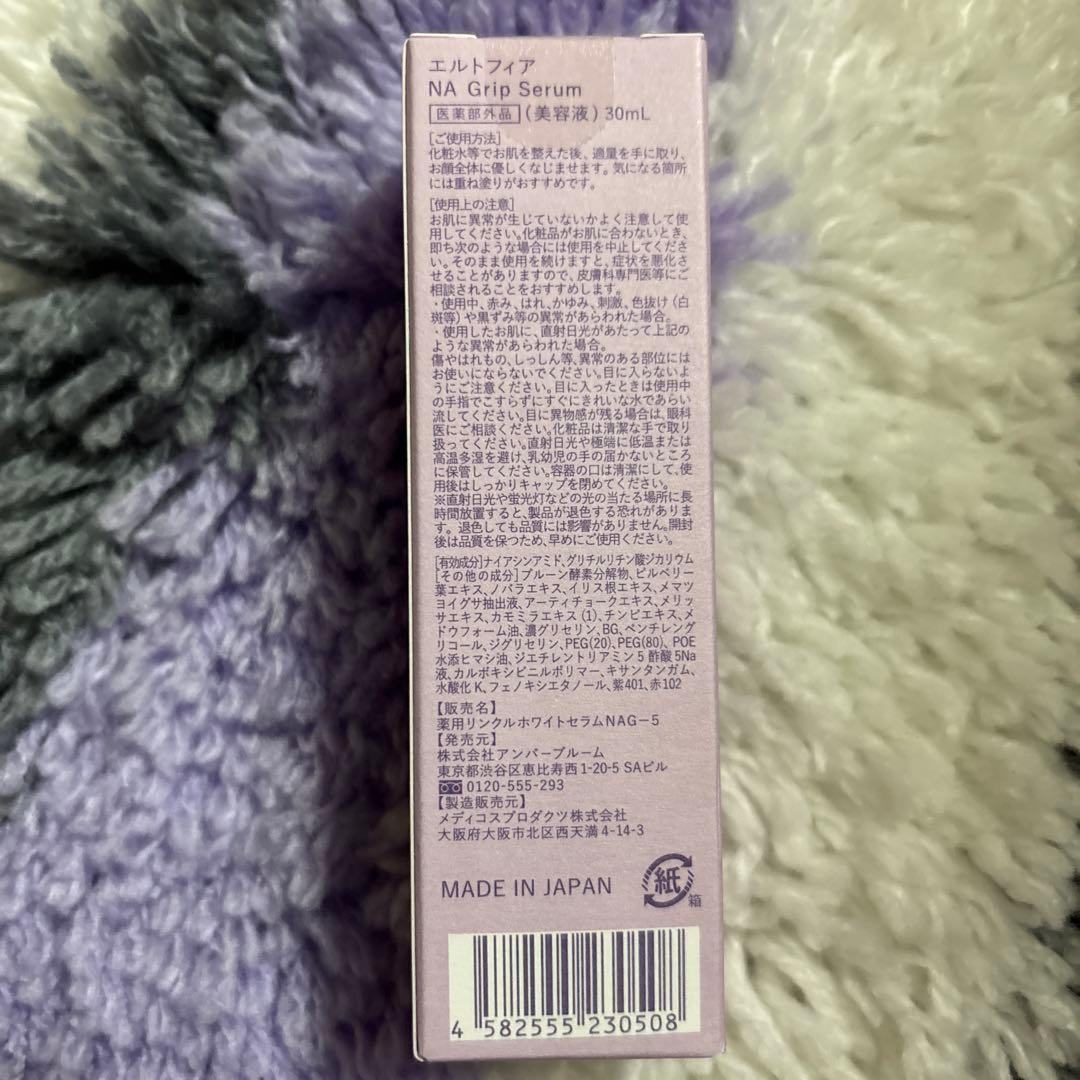 エルトフィア
NA Grip Serum
医薬部外品 (美容液) 30mL
[ご使用方法]
化粧水等でお肌を整えた後、適量を手に取り、
お顔全体に優しくなじませます。気になる箇所
には重ね塗りがおすすめです。
[使用上の注意]
お肌に異常が生じていないかよく注意して使
用してください。化粧品がお肌に合わないとき、
即ち次のような場合には使用を中止してくださ
い。そのまま使用を続けますと、症状を悪化さ
せることがありますので、皮膚科専門医等にご
相談されることをおすすめします。
・使用中、赤み、はれ、かゆみ、刺激、色抜け(白
斑等)や黒ずみ等の異常があらわれた場合。
・使用したお肌に、直射日光があたって上記の
ような異常があらわれた場合。
傷やはれもの、しっしん等、異常のある部位には
お使いにならないでください。目に入らないよ
うにご注意ください。目に入ったときは使用中
の手指でこすらずにすぐにきれいな水であらい
流してください。目に異物感が残る場合は、眼科
医にご相談ください。化粧品は清潔な手で取り
扱ってください。直射日光や極端に低温または
高温多湿を避け、乳幼児の手の届かないところ
に保管してください。容器の口は清潔にして、使
用後はしっかりキャップを閉めてください。
※直射日光や蛍光灯などの光の当たる場所に長
時間放置すると、製品が退色する恐れがありま
す。退色しても品質には影響がありません。開封
後は品質を保つため、早めにご使用ください。
[有効成分]ナイアシンアミド、グリチルリチン酸ジカリウム
[その他の成分]プルーン酵素分解物、ビルベリー
葉エキス、ノバラエキス、イリス根エキス、メマツ
ヨイグサ抽出液、アーティチョークエキス、メリッ
サエキス、カモミラエキス(1)、チンピエキス、メ
ドウフォーム油、濃グリセリン、BG、ペンチレング
リコール、ジグリセリン、PEG(20)、PEG(80)、POE
水添ヒマシ油、ジエチレントリアミン5酢酸5Na
液、カルボキシビニルポリマー、キサンタンガム、
水酸化K、フェノキシエタノール、紫401、赤102
【販売名】
薬用リンクルホワイトセラムNAG-5
【発売元】
株式会社アンバーブルーム
東京都渋谷区恵比寿西1-20-5 SAビル
0120-555-293
【製造販売元】
メディコスプロダクツ株式会社
大阪府大阪市北区西天満4-14-3
MADE IN JAPAN
紙
箱
4 582555 230508